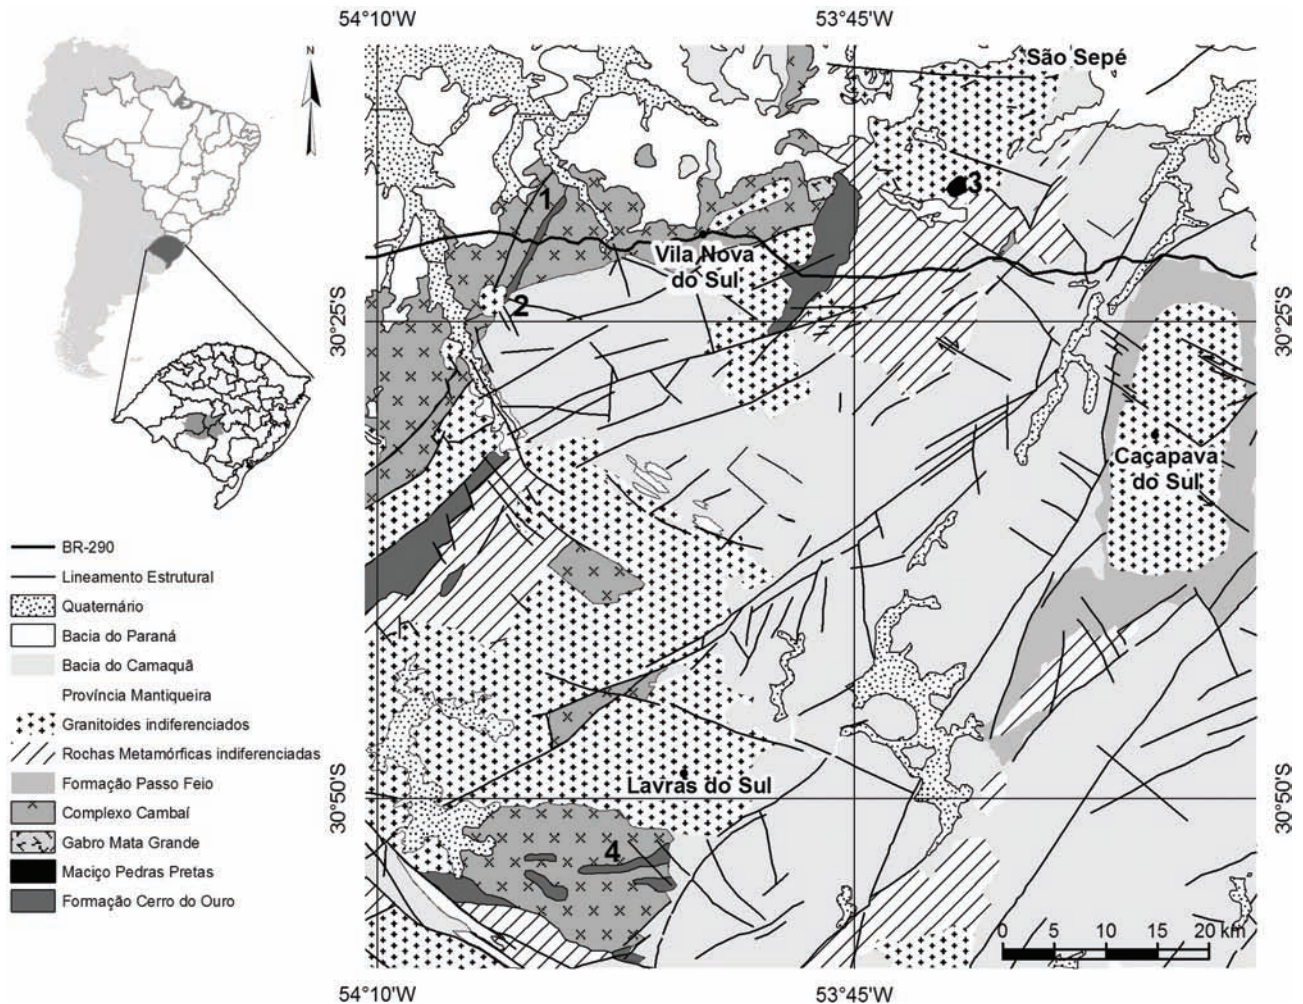 54°10'W
53°45'W
N
São Sepé
1
3
Vila Nova
do Sul
2
30°25'S
30°25'S
Caçapava
do Sul
BR-290
Lineamento Estrutural
Quaternário
Bacia do Paraná
Bacia do Camaquã
Província Mantiqueira
Granitoides indiferenciados
Rochas Metamórficas indiferenciadas
Formação Passo Feio
Complexo Cambaí
Gabro Mata Grande
Maciço Pedras Pretas
Formação Cerro do Ouro
Lavras do Sul
30°50'S
30°50'S
4
0 5 10 15 20 km
54°10'W
53°45'W